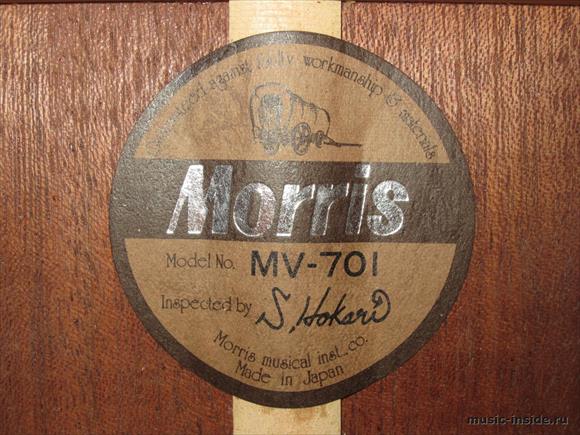 Guaranteed against faulty workmanship & materials
Morris
Model No. MV-701
Inspected by S. Hokari
Morris musical inst. co.
Made in Japan
music-inside.ru